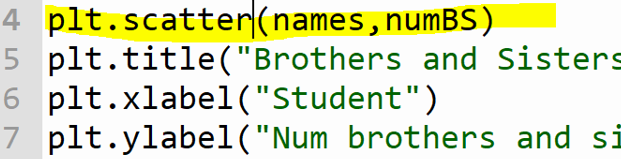 4 plt.scatter(names,numBS)
5 plt.title("Brothers and Sisters
6 plt.xlabel("Student")
7 plt.ylabel("Num brothers and si